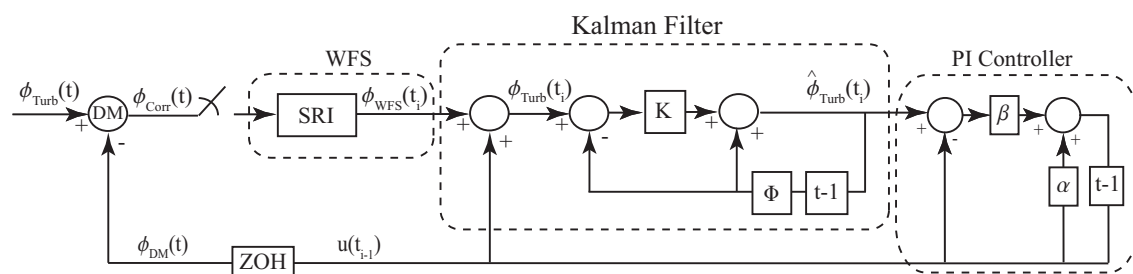 Kalman Filter
WFS
PI Controller
ϕTurb(t)
DM
ϕCorr(t)
SRI
ϕWFS(ti)
ϕTurb(ti)
K
ϕ̂Turb(ti)
β
+
-
+
+
+
-
+
+
+
-
+
+
Φ
t-1
α
t-1
ϕDM(t)
ZOH
u(ti-1)